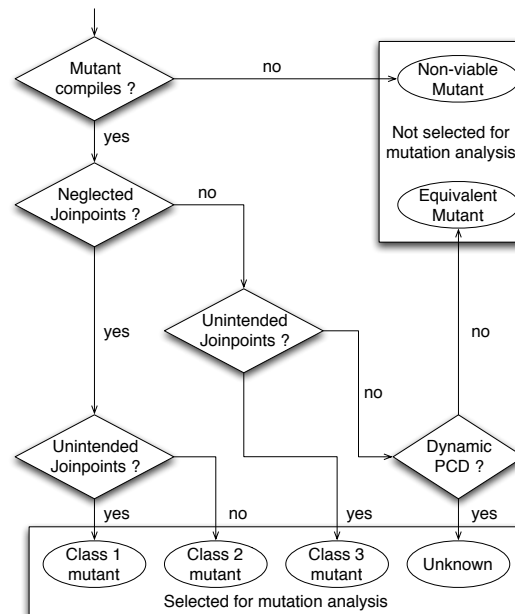 Mutant
compiles ?
no
Non-viable
Mutant
yes
Not selected for
mutation analysis
Neglected
Joinpoints ?
no
Equivalent
Mutant
yes
Unintended
Joinpoints ?
no
no
Unintended
Joinpoints ?
Dynamic
PCD ?
yes
no
yes
yes
Class 1
mutant
Class 2
mutant
Class 3
mutant
Unknown
Selected for mutation analysis